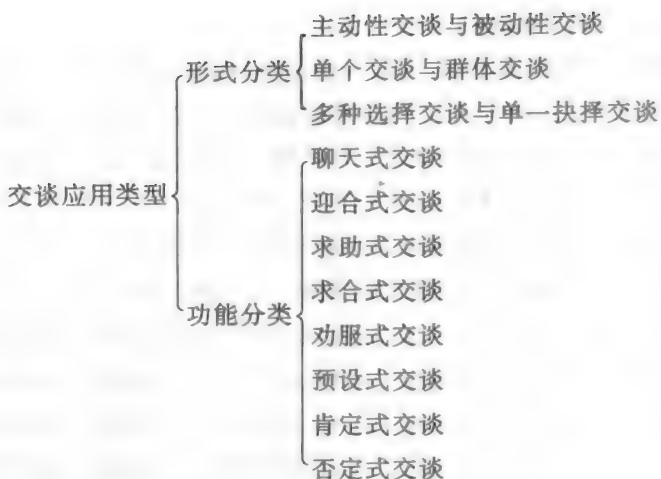 主动性交谈与被动性交谈
形式分类
单个交谈与群体交谈
多种选择交谈与单一抉择交谈
聊天式交谈
交谈应用类型
迎合式交谈
求助式交谈
求合式交谈
功能分类
劝服式交谈
预设式交谈
肯定式交谈
否定式交谈